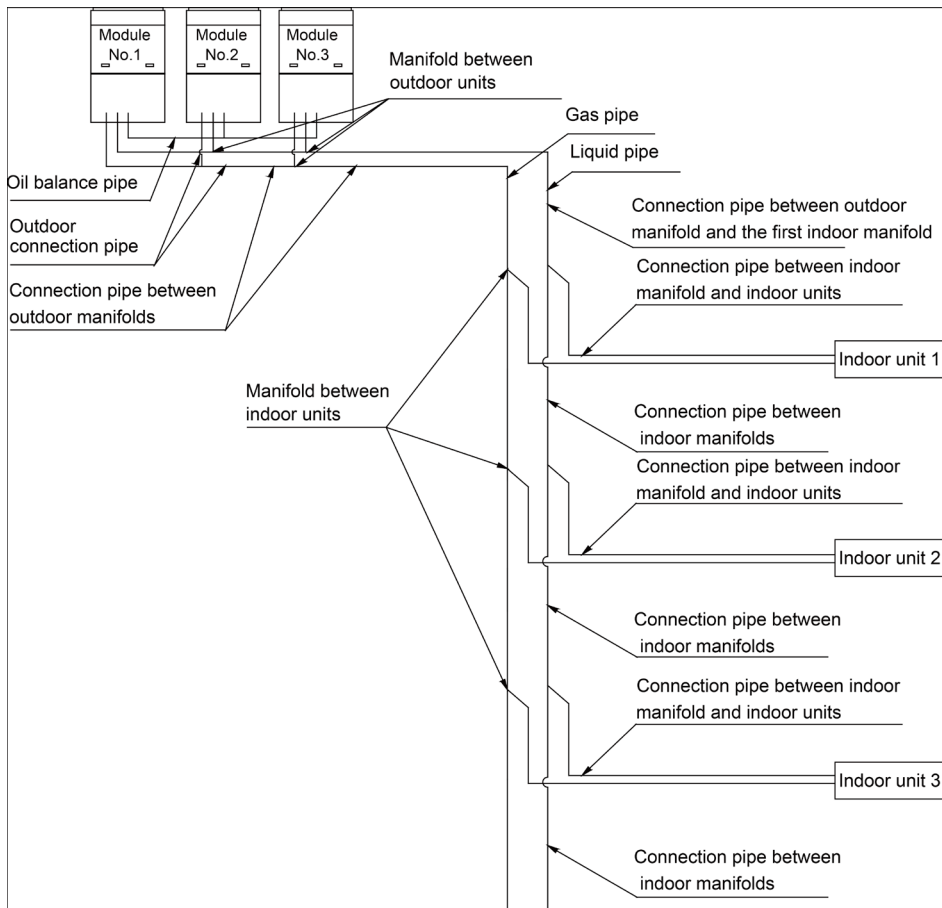 Module
No.1
Module
No.2
Module
No.3
Manifold between
outdoor units
Gas pipe
Liquid pipe
Oil balance pipe
Outdoor
connection pipe
Connection pipe between
outdoor manifolds
Connection pipe between outdoor
manifold and the first indoor manifold
Connection pipe between indoor
manifold and indoor units
Indoor unit 1
Manifold between
indoor units
Connection pipe between
indoor manifolds
Connection pipe between indoor
manifold and indoor units
Indoor unit 2
Connection pipe between
indoor manifolds
Connection pipe between indoor
manifold and indoor units
Indoor unit 3
Connection pipe between
indoor manifolds